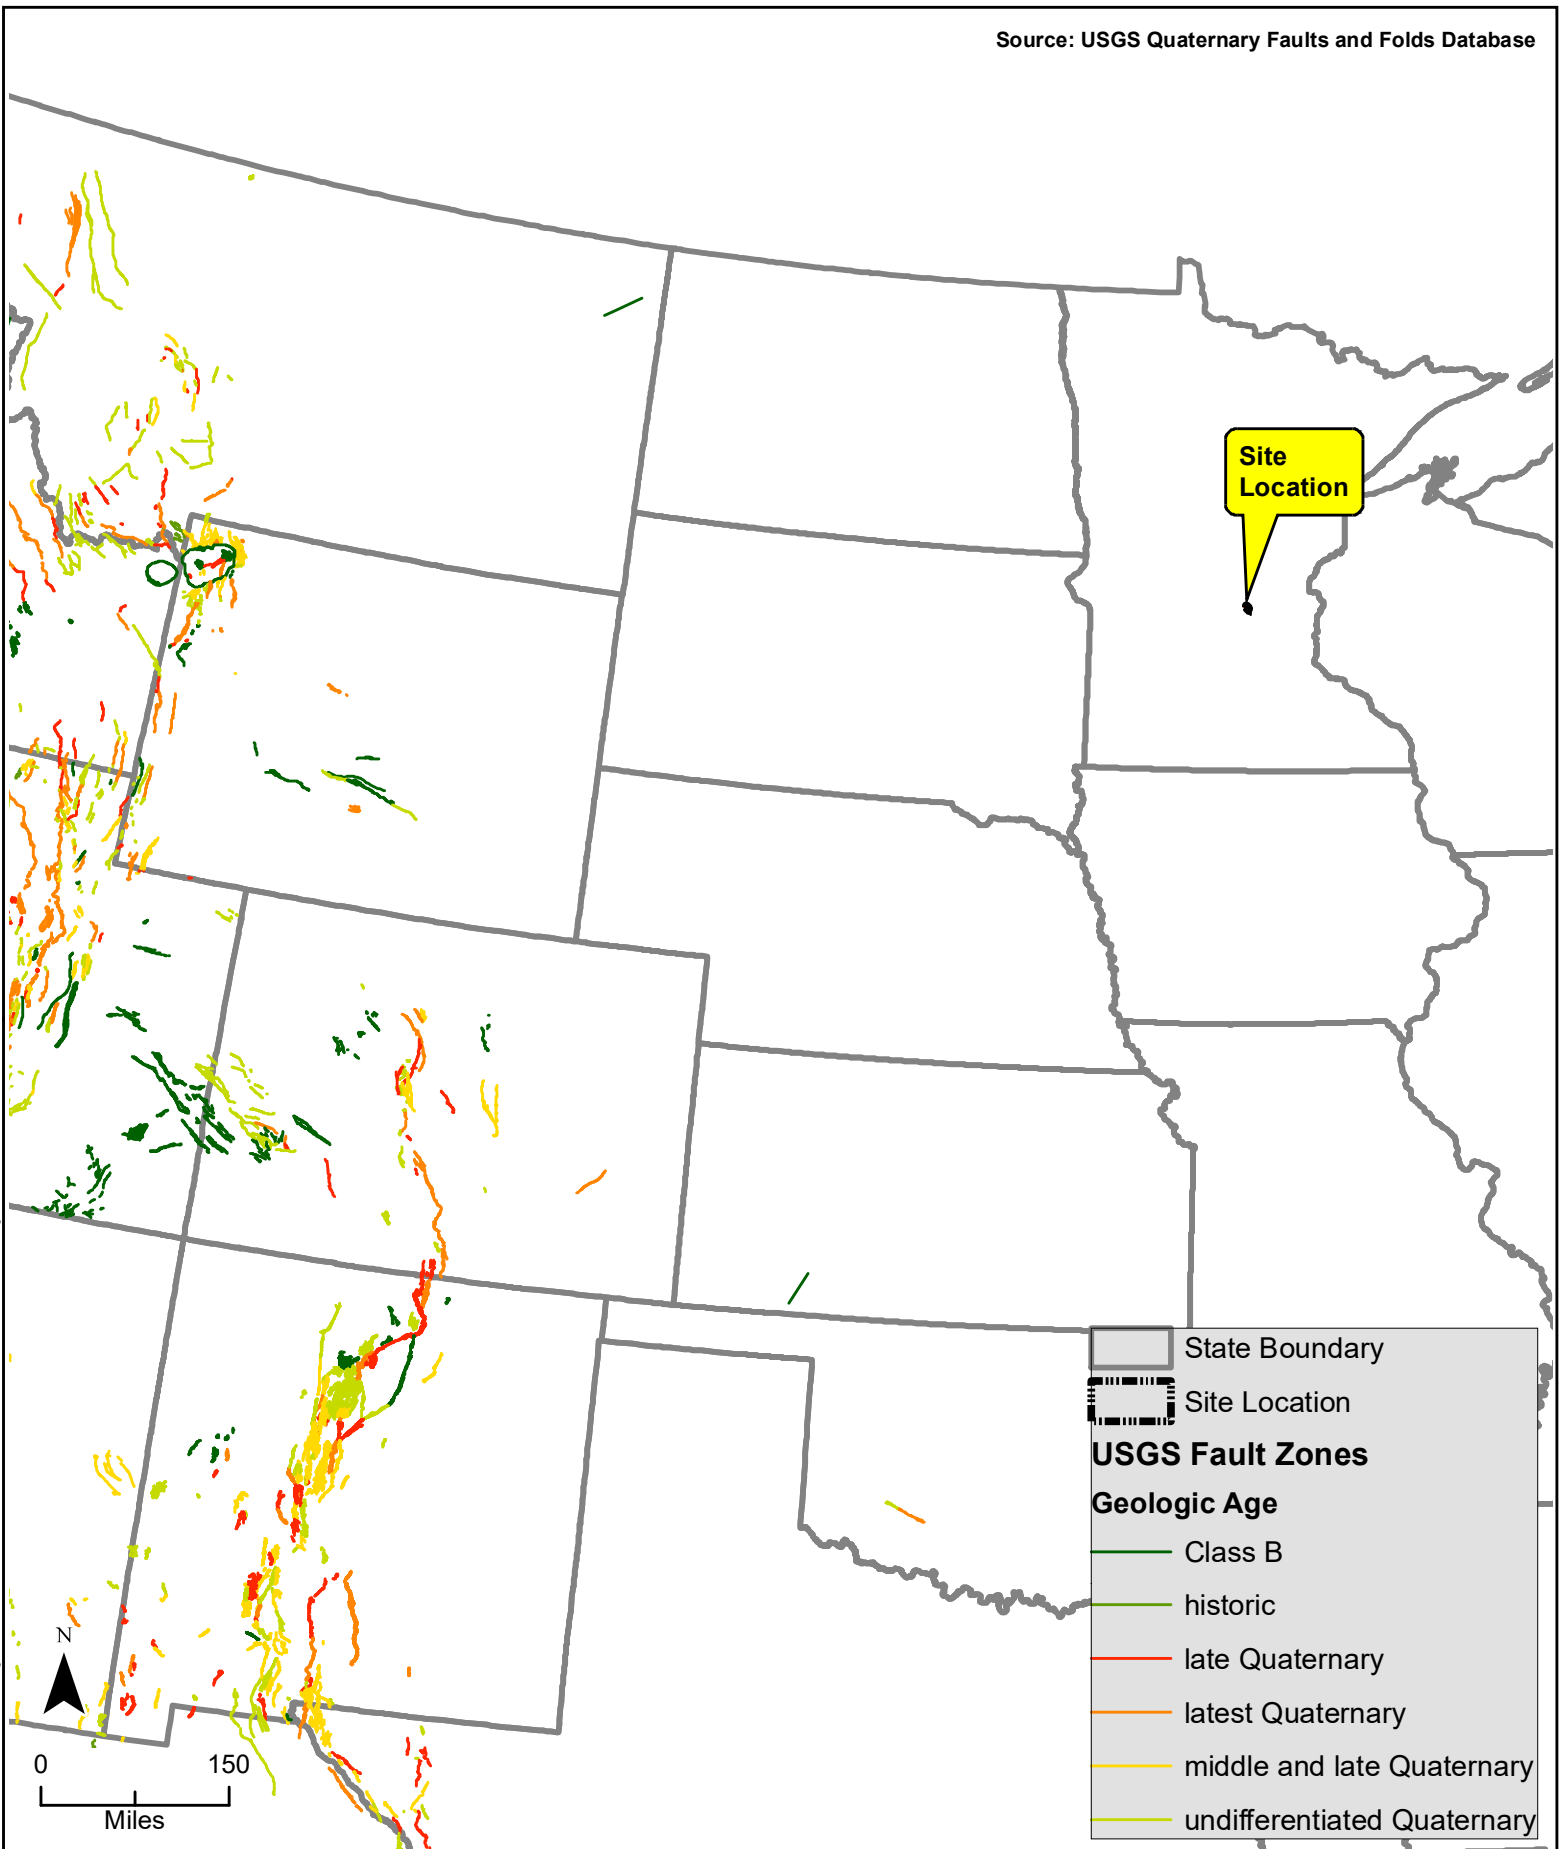 Source: USGS Quaternary Faults and Folds Database
Site
Location
State Boundary
Site Location
USGS Fault Zones
Geologic Age
Class B
historic
late Quaternary
latest Quaternary
middle and late Quaternary
undifferentiated Quaternary
N
0 150
Miles